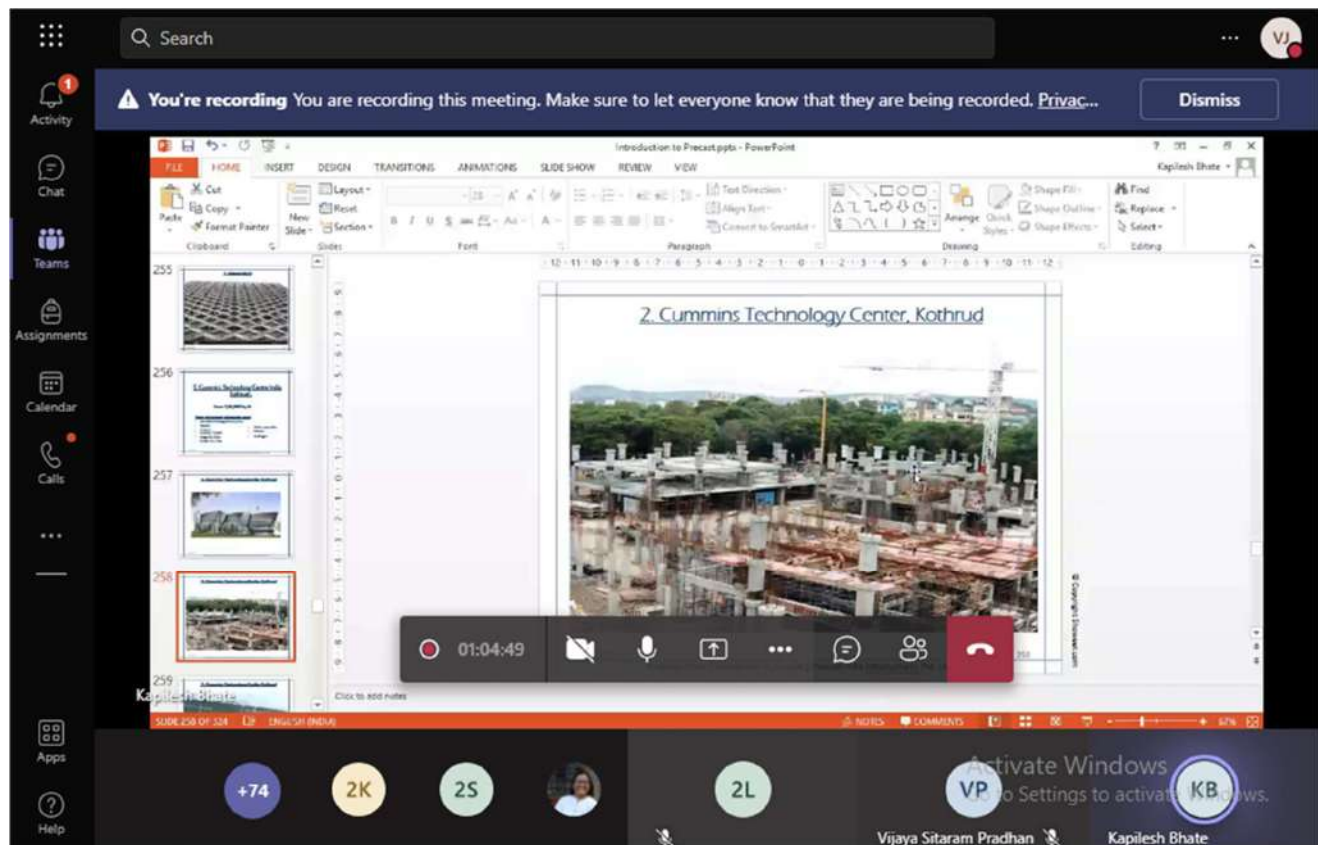 Search
VJ
1
Activity
You're recording You are recording this meeting. Make sure to let everyone know that they are being recorded. Privac...
Dismiss
Chat
Teams
Assignments
Calendar
Calls
Apps
Help
Introduction to Precast.pptx - PowerPoint
FILE HOME INSERT DESIGN TRANSITIONS ANIMATIONS SLIDE SHOW REVIEW VIEW
Kapilesh Bhate
Paste
Cut
Copy
Format Painter
Clipboard
New Slide
Layout
Reset
Section
Slides
Font
Text Direction
Align Text
Convert to SmartArt
Paragraph
Arrange
Quick Styles
Shape Fill
Shape Outline
Shape Effects
Drawing
Find
Replace
Select
Editing
255
256
257
258
259
2. Cummins Technology Center, Kothrud
© Copyright Showeet.com
258
01:04:49
Kapilesh Bhate
Click to add notes
SLIDE 258 OF 324 ENGLISH (INDIA)
NOTES COMMENTS
67%
+74
2K
2S
2L
VP
KB
Activate Windows
Go to Settings to activate Windows.
Vijaya Sitaram Pradhan
Kapilesh Bhate